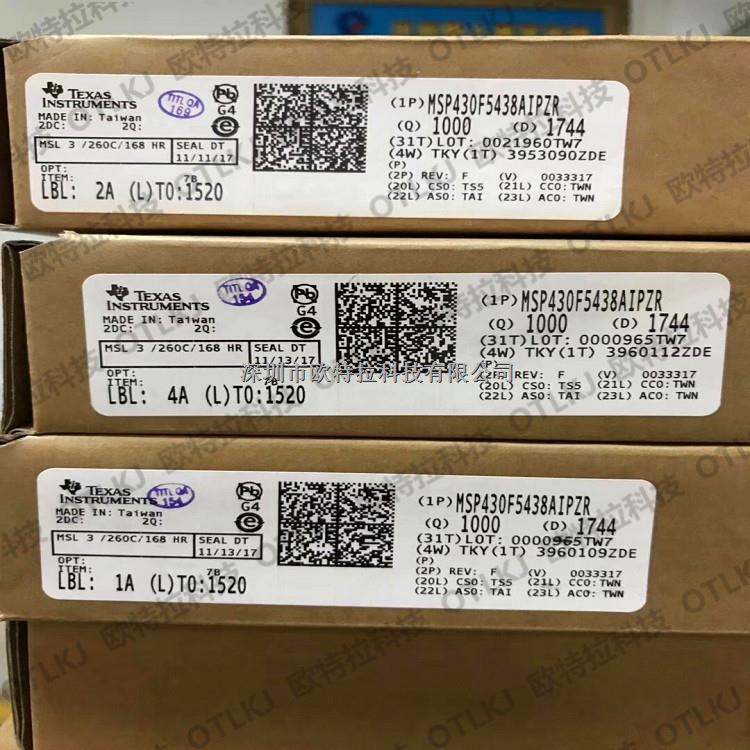 TEXAS
INSTRUMENTS
TITL QA
169
Pb
G4
e
MADE IN: Taiwan
2DC: 2Q:
MSL 3 /260C/168 HR SEAL DT
11/11/17
OPT:
ITEM: 7B
LBL: 2A (L)TO:1520
(1P) MSP430F5438AIPZR
(Q) 1000 (D) 1744
(31T)LOT: 0021960TW7
(4W) TKY(1T) 3953090ZDE
(P)
(2P) REV: F (V) 0033317
(20L) CSO: TS5 (21L) CCO: TWN
(22L) ASO: TAI (23L) ACO: TWN
TEXAS
INSTRUMENTS
TITL QA
154
Pb
G4
e
MADE IN: Taiwan
2DC: 2Q:
MSL 3 /260C/168 HR SEAL DT
11/13/17
OPT:
ITEM: 7B
LBL: 4A (L)TO:1520
(1P) MSP430F5438AIPZR
(Q) 1000 (D) 1744
(31T)LOT: 0000965TW7
(4W) TKY(1T) 3960112ZDE
(P)
(2P) REV: F (V) 0033317
(20L) CSO: TS5 (21L) CCO: TWN
(22L) ASO: TAI (23L) ACO: TWN
深圳市欧特拉科技有限公司
TEXAS
INSTRUMENTS
TITL QA
154
Pb
G4
e
MADE IN: Taiwan
2DC: 2Q:
MSL 3 /260C/168 HR SEAL DT
11/13/17
OPT:
ITEM: 7B
LBL: 1A (L)TO:1520
(1P) MSP430F5438AIPZR
(Q) 1000 (D) 1744
(31T)LOT: 0000965TW7
(4W) TKY(1T) 3960109ZDE
(P)
(2P) REV: F (V) 0033317
(20L) CSO: TS5 (21L) CCO: TWN
(22L) ASO: TAI (23L) ACO: TWN
OTLKJ 欧特拉科技